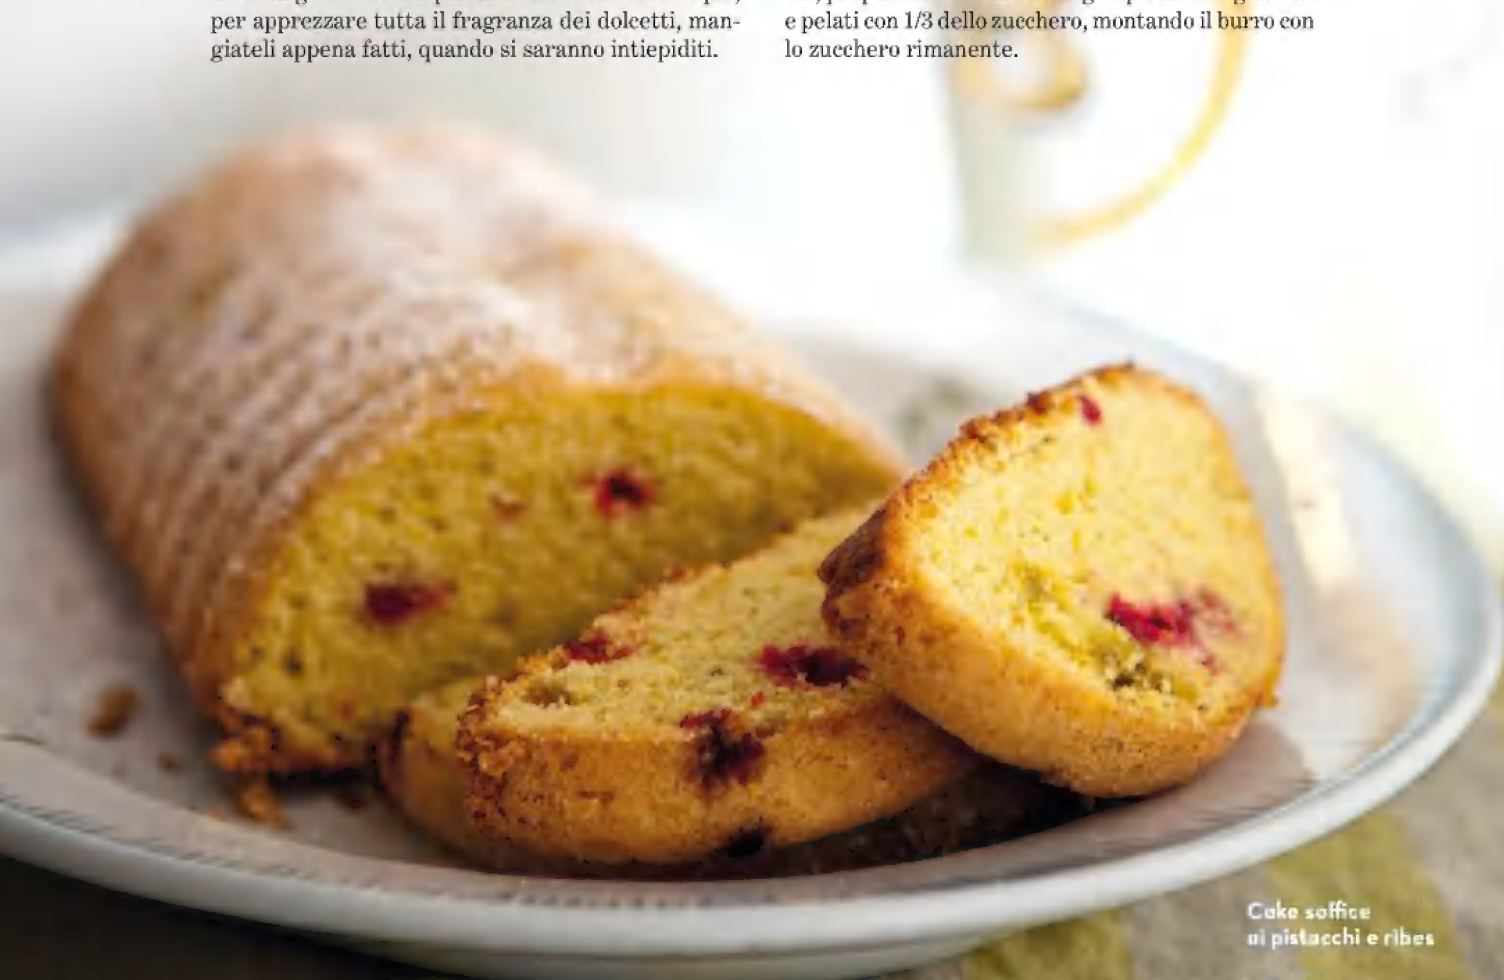 per apprezzare tutta il fragranza dei dolcetti, man-
giateli appena fatti, quando si saranno intiepiditi.
e pelati con 1/3 dello zucchero, montando il burro con
lo zucchero rimanente.
Cake soffice
ai pistacchi e ribes